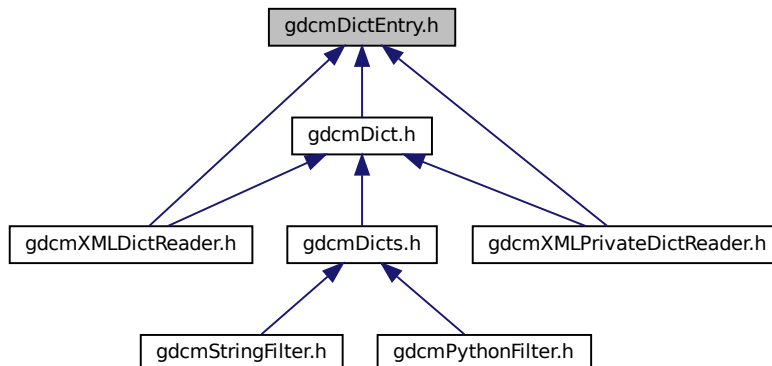 gdcmDictEntry.h
gdcmDict.h
gdcmXMLDictReader.h
gdcmDicts.h
gdcmXMLPrivateDictReader.h
gdcmStringFilter.h
gdcmPythonFilter.h